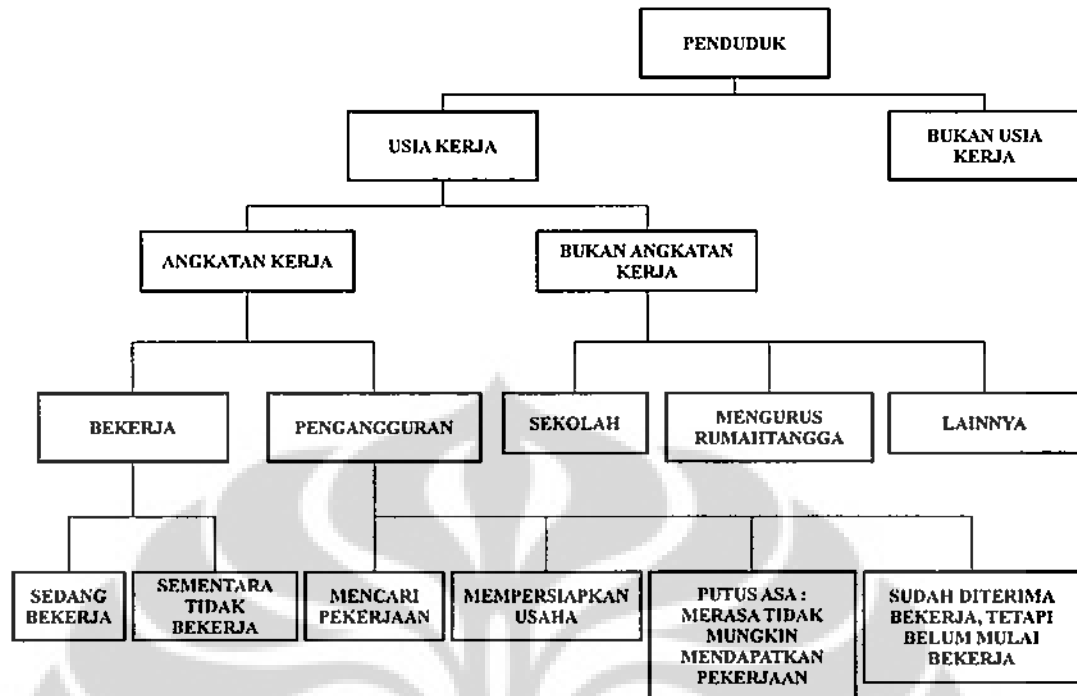 PENDUDUK
USIA KERJA
BUKAN USIA
KERJA
ANGKATAN KERJA
BUKAN ANGKATAN
KERJA
BEKERJA
PENGANGGURAN
SEKOLAH
MENGURUS
RUMAHTANGGA
LAINNYA
SEDANG
BEKERJA
SEMENTARA
TIDAK
BEKERJA
MENCARI
PEKERJAAN
MEMPERSIAPKAN
USAHA
PUTUS ASA :
MERASA TIDAK
MUNGKIN
MENDAPATKAN
PEKERJAAN
SUDAH DITERIMA
BEKERJA, TETAPI
BELUM MULAI
BEKERJA